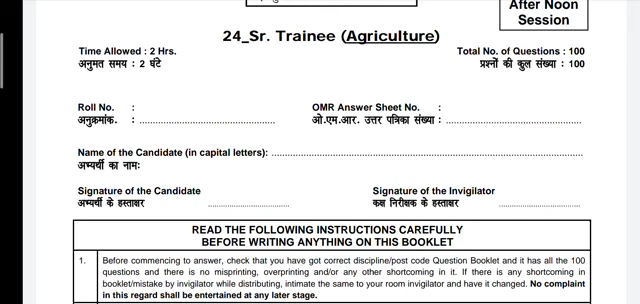 After Noon
Session
24_Sr. Trainee (Agriculture)
Time Allowed : 2 Hrs.
Total No. of Questions : 100
अनुमत समय : 2 घंटे
प्रश्नों की कुल संख्या : 100
Roll No. :
OMR Answer Sheet No. :
अनुक्रमांक. : ................................................
ओ.एम.आर. उत्तर पत्रिका संख्या : ................................................
Name of the Candidate (in capital letters): ................................................................................................
अभ्यर्थी का नामः
Signature of the Candidate
Signature of the Invigilator
अभ्यर्थी के हस्ताक्षर ................................
कक्ष निरीक्षक के हस्ताक्षर ................................
READ THE FOLLOWING INSTRUCTIONS CAREFULLY
BEFORE WRITING ANYTHING ON THIS BOOKLET
1. Before commencing to answer, check that you have got correct discipline/post code Question Booklet and it has all the 100
questions and there is no misprinting, overprinting and/or any other shortcoming in it. If there is any shortcoming in
booklet/mistake by invigilator while distributing, intimate the same to your room invigilator and have it changed. No complaint
in this regard shall be entertained at any later stage.